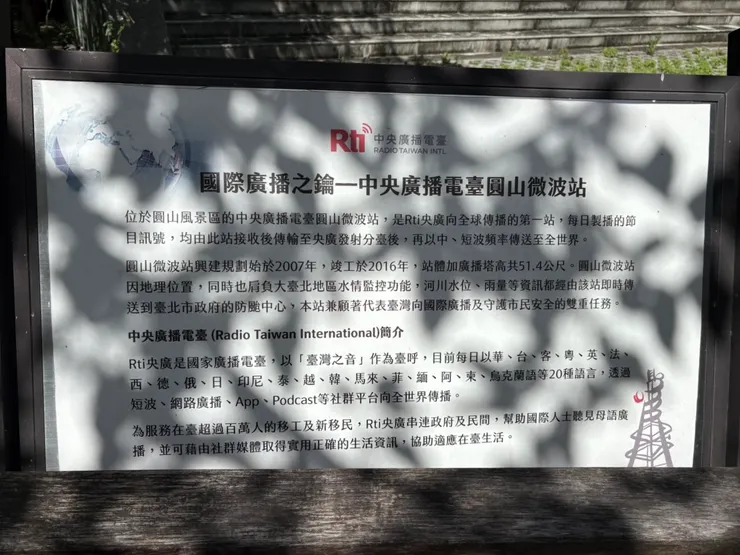 Rti 中央廣播電臺
RADIO TAIWAN INTL
國際廣播之鑰—中央廣播電臺圓山微波站
位於圓山風景區的中央廣播電臺圓山微波站，是Rti央廣向全球傳播的第一站，每日製播的節
目訊號，均由此站接收後傳輸至央廣發射分臺後，再以中、短波頻率傳送至全世界。
圓山微波站興建規劃始於2007年，竣工於2016年，站體加廣播塔高共51.4公尺。圓山微波站
因地理位置，同時也肩負大臺北地區水情監控功能，河川水位、雨量等資訊都經由該站即時傳
送到臺北市政府的防颱中心，本站兼顧著代表臺灣向國際廣播及守護市民安全的雙重任務。
中央廣播電臺 (Radio Taiwan International)簡介
Rti央廣是國家廣播電臺，以「臺灣之音」作為臺呼，目前每日以華、台、客、粵、英、法、
西、德、俄、日、印尼、泰、越、韓、馬來、菲、緬、阿、柬、烏克蘭語等20種語言，透過
短波、網路廣播、App、Podcast等社群平台向全世界傳播。
為服務在臺超過百萬人的移工及新移民，Rti央廣串連政府及民間，幫助國際人士聽見母語廣
播，並可藉由社群媒體取得實用正確的生活資訊，協助適應在臺生活。